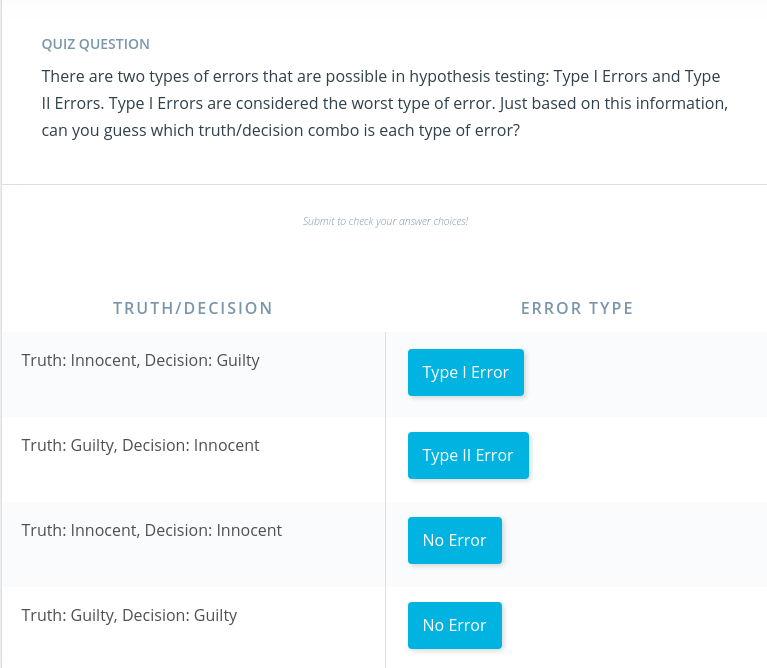 QUIZ QUESTION
There are two types of errors that are possible in hypothesis testing: Type I Errors and Type
II Errors. Type I Errors are considered the worst type of error. Just based on this information,
can you guess which truth/decision combo is each type of error?
Submit to check your answer choices!
TRUTH/DECISION
ERROR TYPE
Truth: Innocent, Decision: Guilty
Type I Error
Truth: Guilty, Decision: Innocent
Type II Error
Truth: Innocent, Decision: Innocent
No Error
Truth: Guilty, Decision: Guilty
No Error